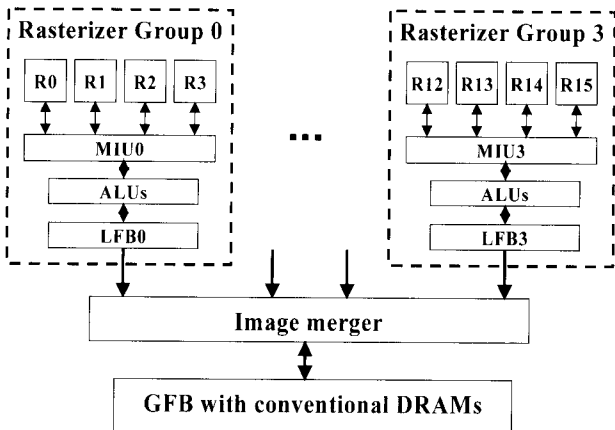 Rasterizer Group 0
R0 R1 R2 R3
MIU0
ALUs
LFB0
...
Rasterizer Group 3
R12 R13 R14 R15
MIU3
ALUs
LFB3
Image merger
GFB with conventional DRAMs